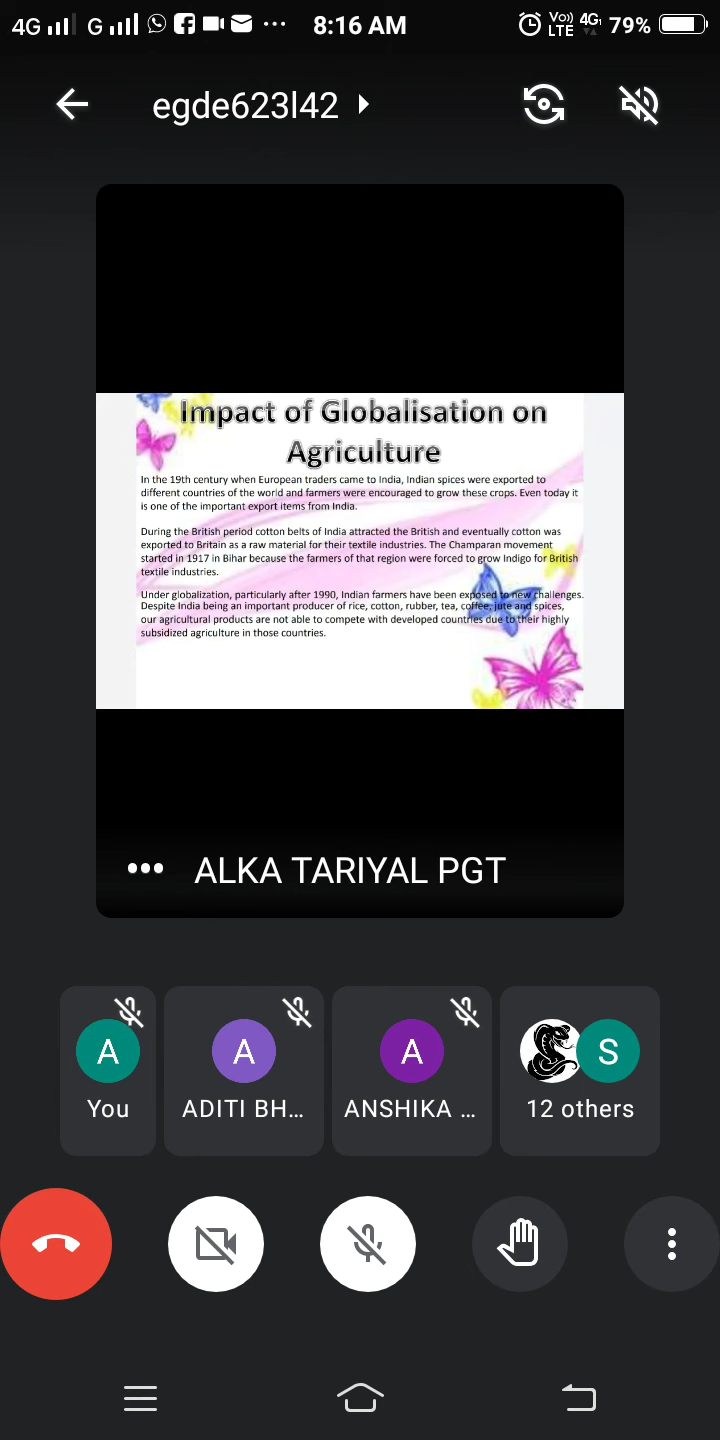 4G G 8:16 AM Vo)) LTE 4G 79%
egde623l42
Impact of Globalisation on
Agriculture
In the 19th century when European traders came to India, Indian spices were exported to
different countries of the world and farmers were encouraged to grow these crops. Even today it
is one of the important export items from India.
During the British period cotton belts of India attracted the British and eventually cotton was
exported to Britain as a raw material for their textile industries. The Champaran movement
started in 1917 in Bihar because the farmers of that region were forced to grow Indigo for British
textile industries.
Under globalization, particularly after 1990, Indian farmers have been exposed to new challenges.
Despite India being an important producer of rice, cotton, rubber, tea, coffee, jute and spices,
our agricultural products are not able to compete with developed countries due to their highly
subsidized agriculture in those countries.
ALKA TARIYAL PGT
A A A S
You ADITI BH... ANSHIKA ... 12 others